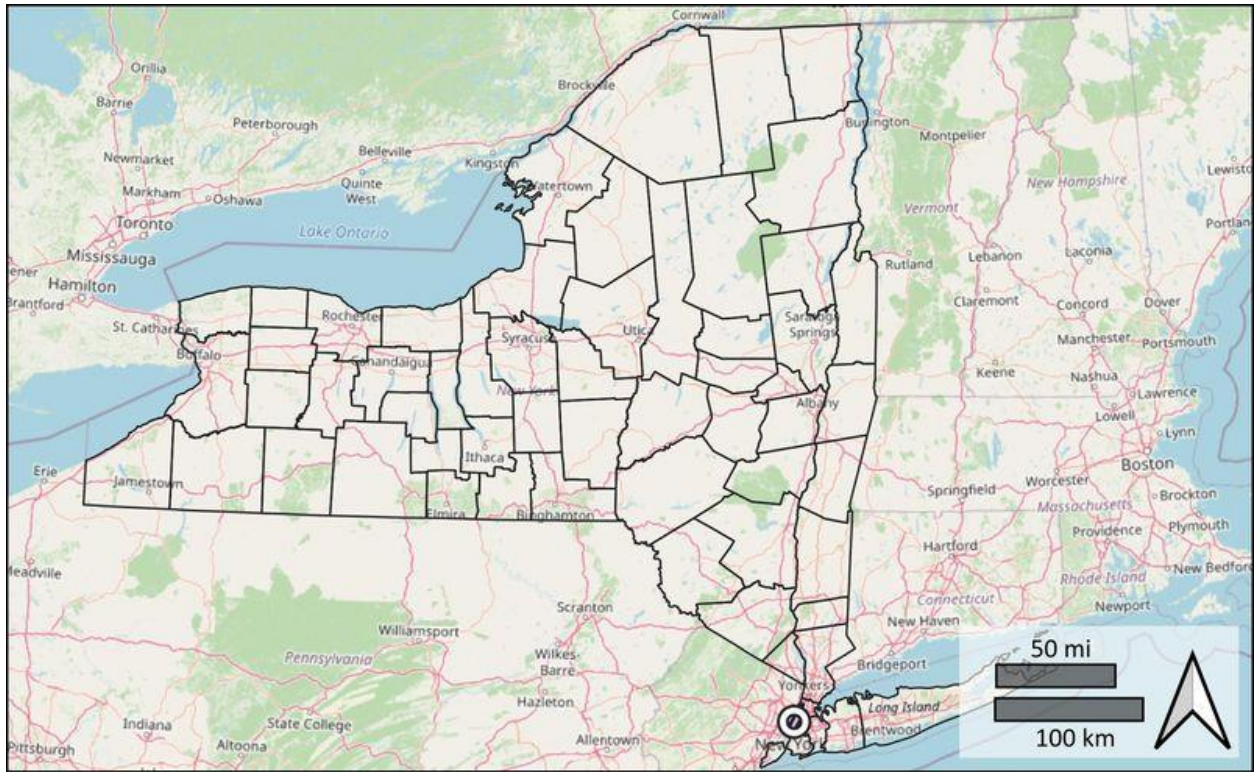 Cornwall
Orillia
Barrie
Brockville
Peterborough
Burlington
Montpelier
Newmarket
Belleville
Kingston
Markham
Oshawa
Quinte
West
Watertown
New Hampshire
Lewisto
Toronto
Lake Ontario
Vermont
Portlan
Mississauga
Rutland
Lebanon
Laconia
ener
Hamilton
Brantford
St. Catharines
Rochester
Claremont
Concord
Dover
Saratoga
Springs
Utica
Syracuse
Manchester
Portsmouth
Buffalo
Canandaigua
Keene
Nashua
Lawrence
New York
Albany
Lowell
Lynn
Ithaca
Boston
Erie
Jamestown
Springfield
Worcester
Brockton
Massachusetts
Elmira
Binghamton
Plymouth
Providence
Hartford
New Bedford
Meadville
Rhode Island
Scranton
Connecticut
Newport
Williamsport
New Haven
Pennsylvania
Wilkes-
Barre
50 mi
Bridgeport
Yonkers
Hazleton
Long Island
Indiana
State College
Brentwood
Pittsburgh
Altoona
Allentown
New York
100 km